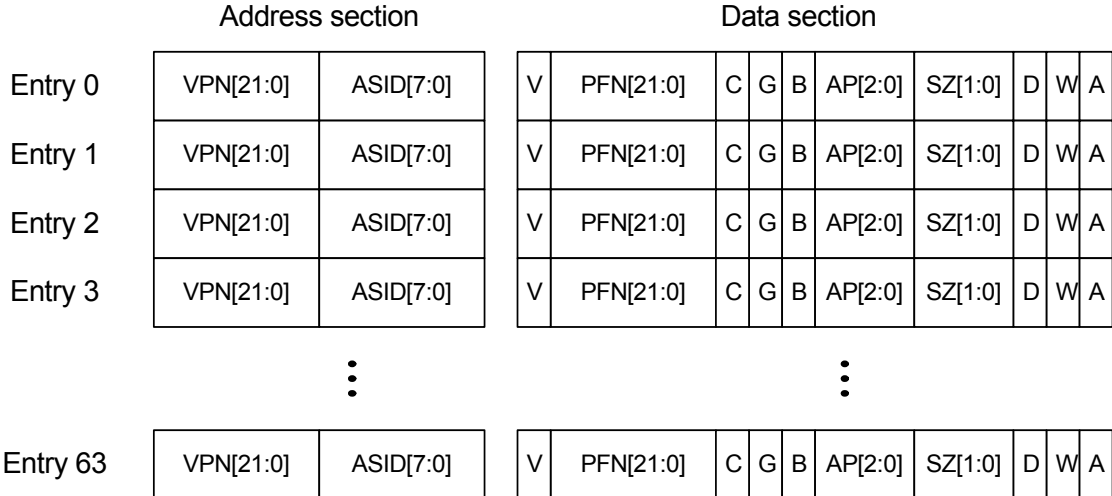 Address section Data section
Entry 0 VPN[21:0] ASID[7:0] V PFN[21:0] C G B AP[2:0] SZ[1:0] D W A
Entry 1 VPN[21:0] ASID[7:0] V PFN[21:0] C G B AP[2:0] SZ[1:0] D W A
Entry 2 VPN[21:0] ASID[7:0] V PFN[21:0] C G B AP[2:0] SZ[1:0] D W A
Entry 3 VPN[21:0] ASID[7:0] V PFN[21:0] C G B AP[2:0] SZ[1:0] D W A
Entry 63 VPN[21:0] ASID[7:0] V PFN[21:0] C G B AP[2:0] SZ[1:0] D W A